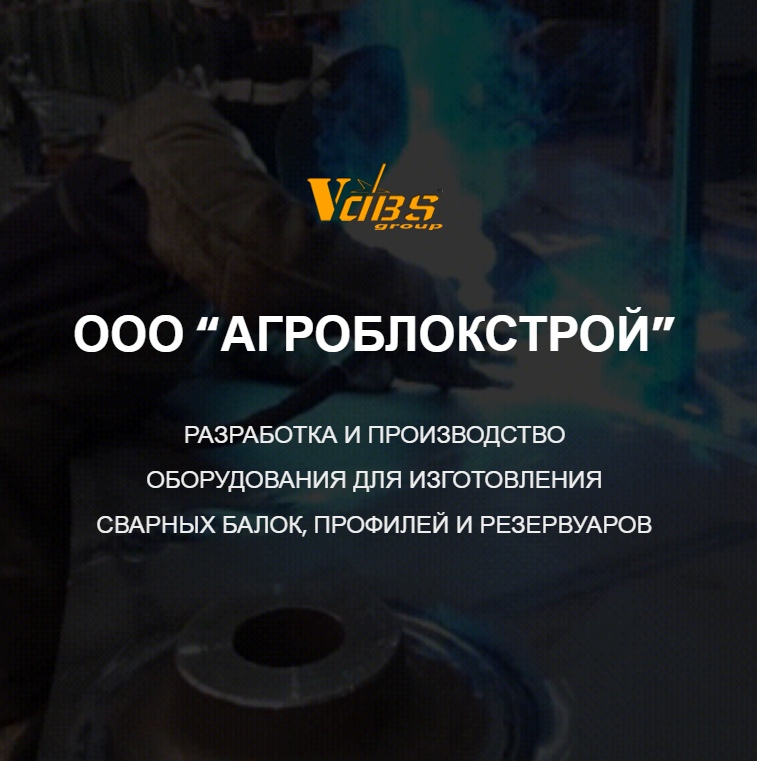 VaBS
group
ООО “АГРОБЛОКСТРОЙ”
РАЗРАБОТКА И ПРОИЗВОДСТВО
ОБОРУДОВАНИЯ ДЛЯ ИЗГОТОВЛЕНИЯ
СВАРНЫХ БАЛОК, ПРОФИЛЕЙ И РЕЗЕРВУАРОВ